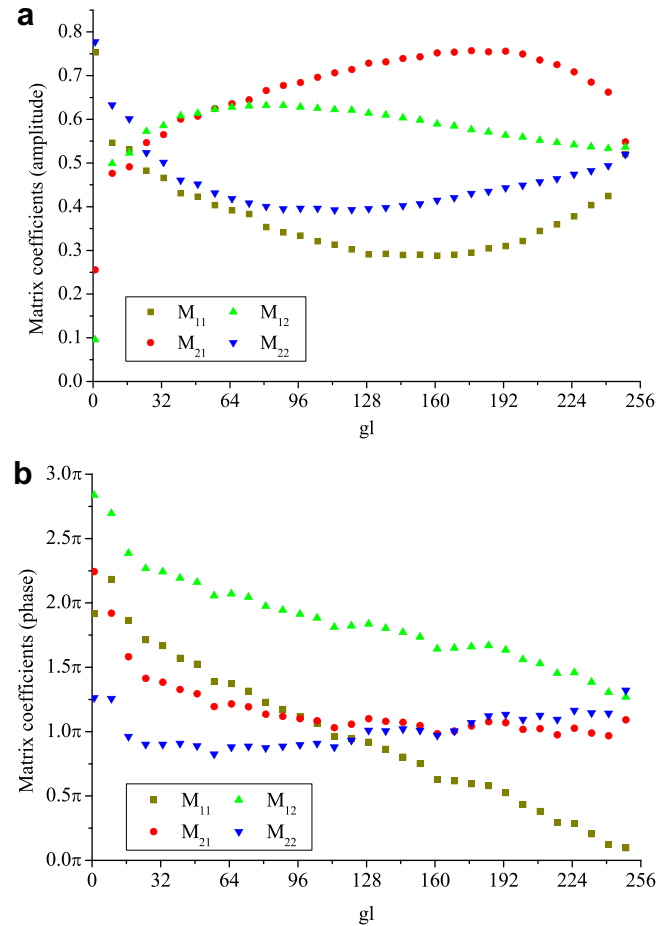 a
0.8
0.7
0.6
0.5
0.4
0.3
0.2
0.1
0.0
Matrix coefficients (amplitude)
M11 M12
M21 M22
0 32 64 96 128 160 192 224 256
gl
b
3.0π
2.5π
2.0π
1.5π
1.0π
0.5π
0.0π
Matrix coefficients (phase)
M11 M12
M21 M22
0 32 64 96 128 160 192 224 256
gl